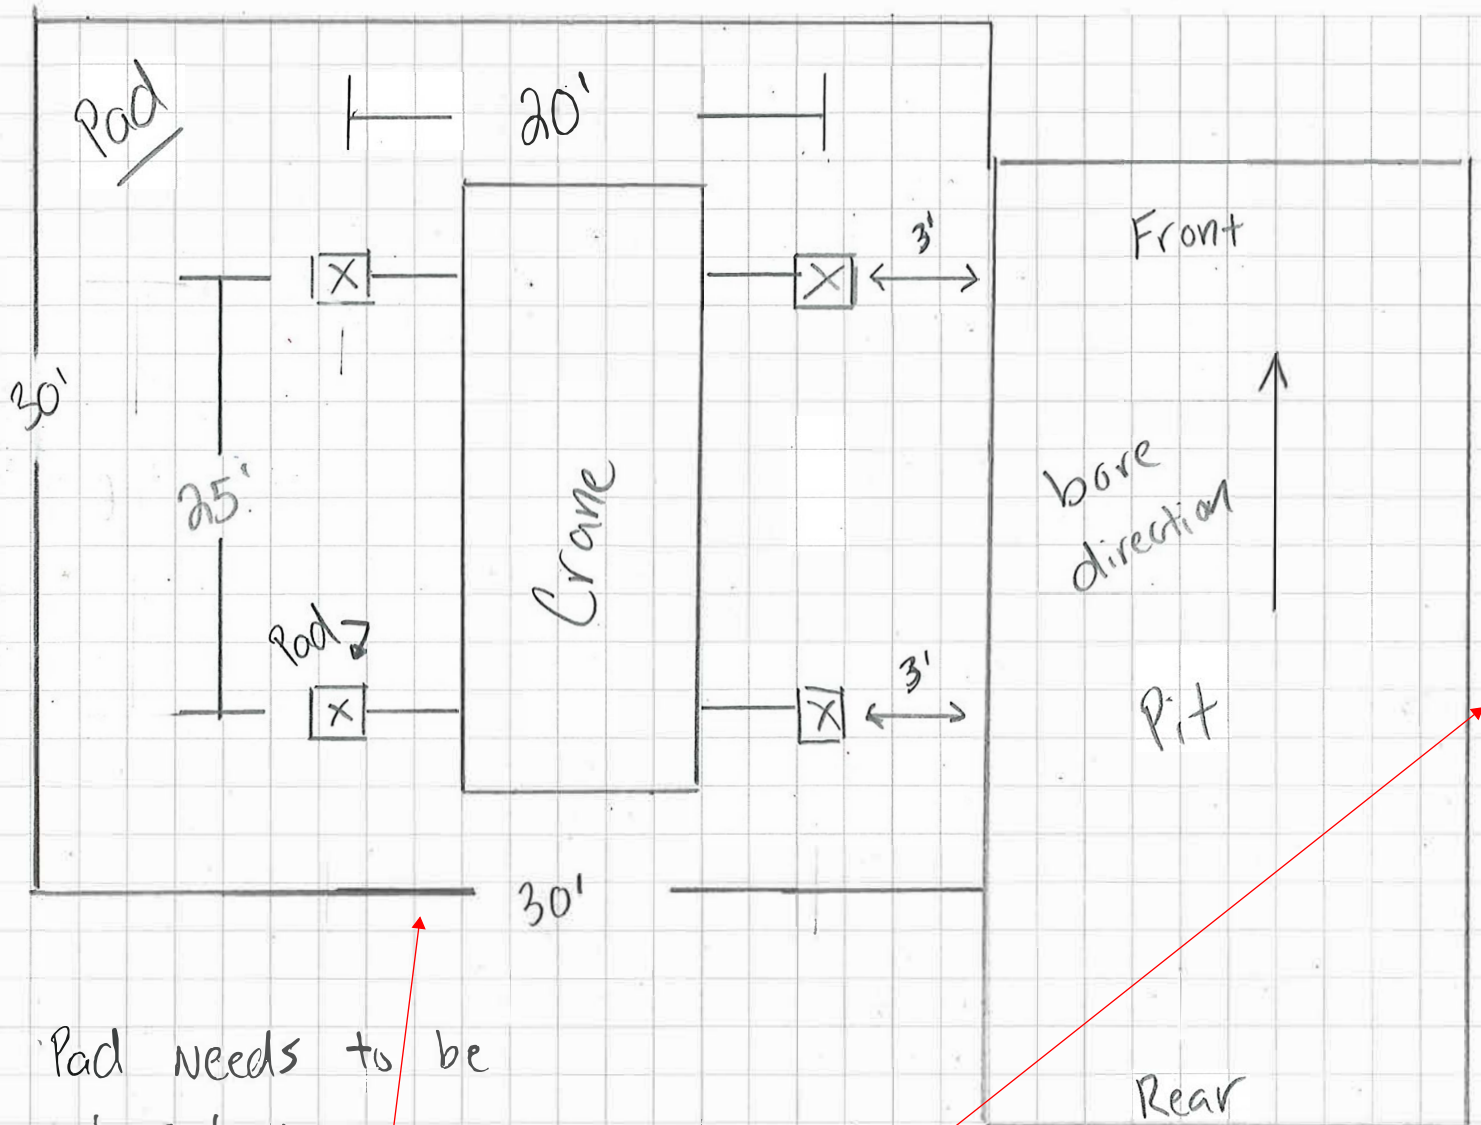 Pad
20'
3'
Front
30'
25'
Crane
bore
direction
Pad
3'
Pit
30'
Pad needs to be
Rear